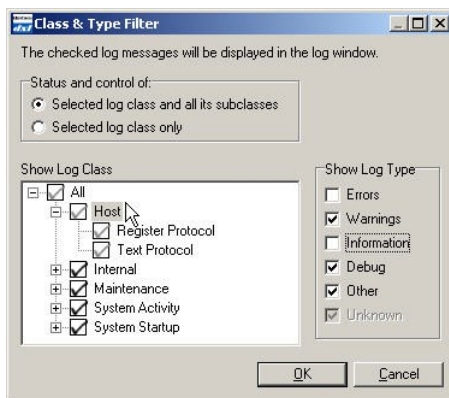 Class & Type Filter
The checked log messages will be displayed in the log window.
Status and control of:
Selected log class and all its subclasses
Selected log class only
Show Log Class
All
Host
Register Protocol
Text Protocol
Internal
Maintenance
System Activity
System Startup
Show Log Type
Errors
Warnings
Information
Debug
Other
Unknown
OK
Cancel